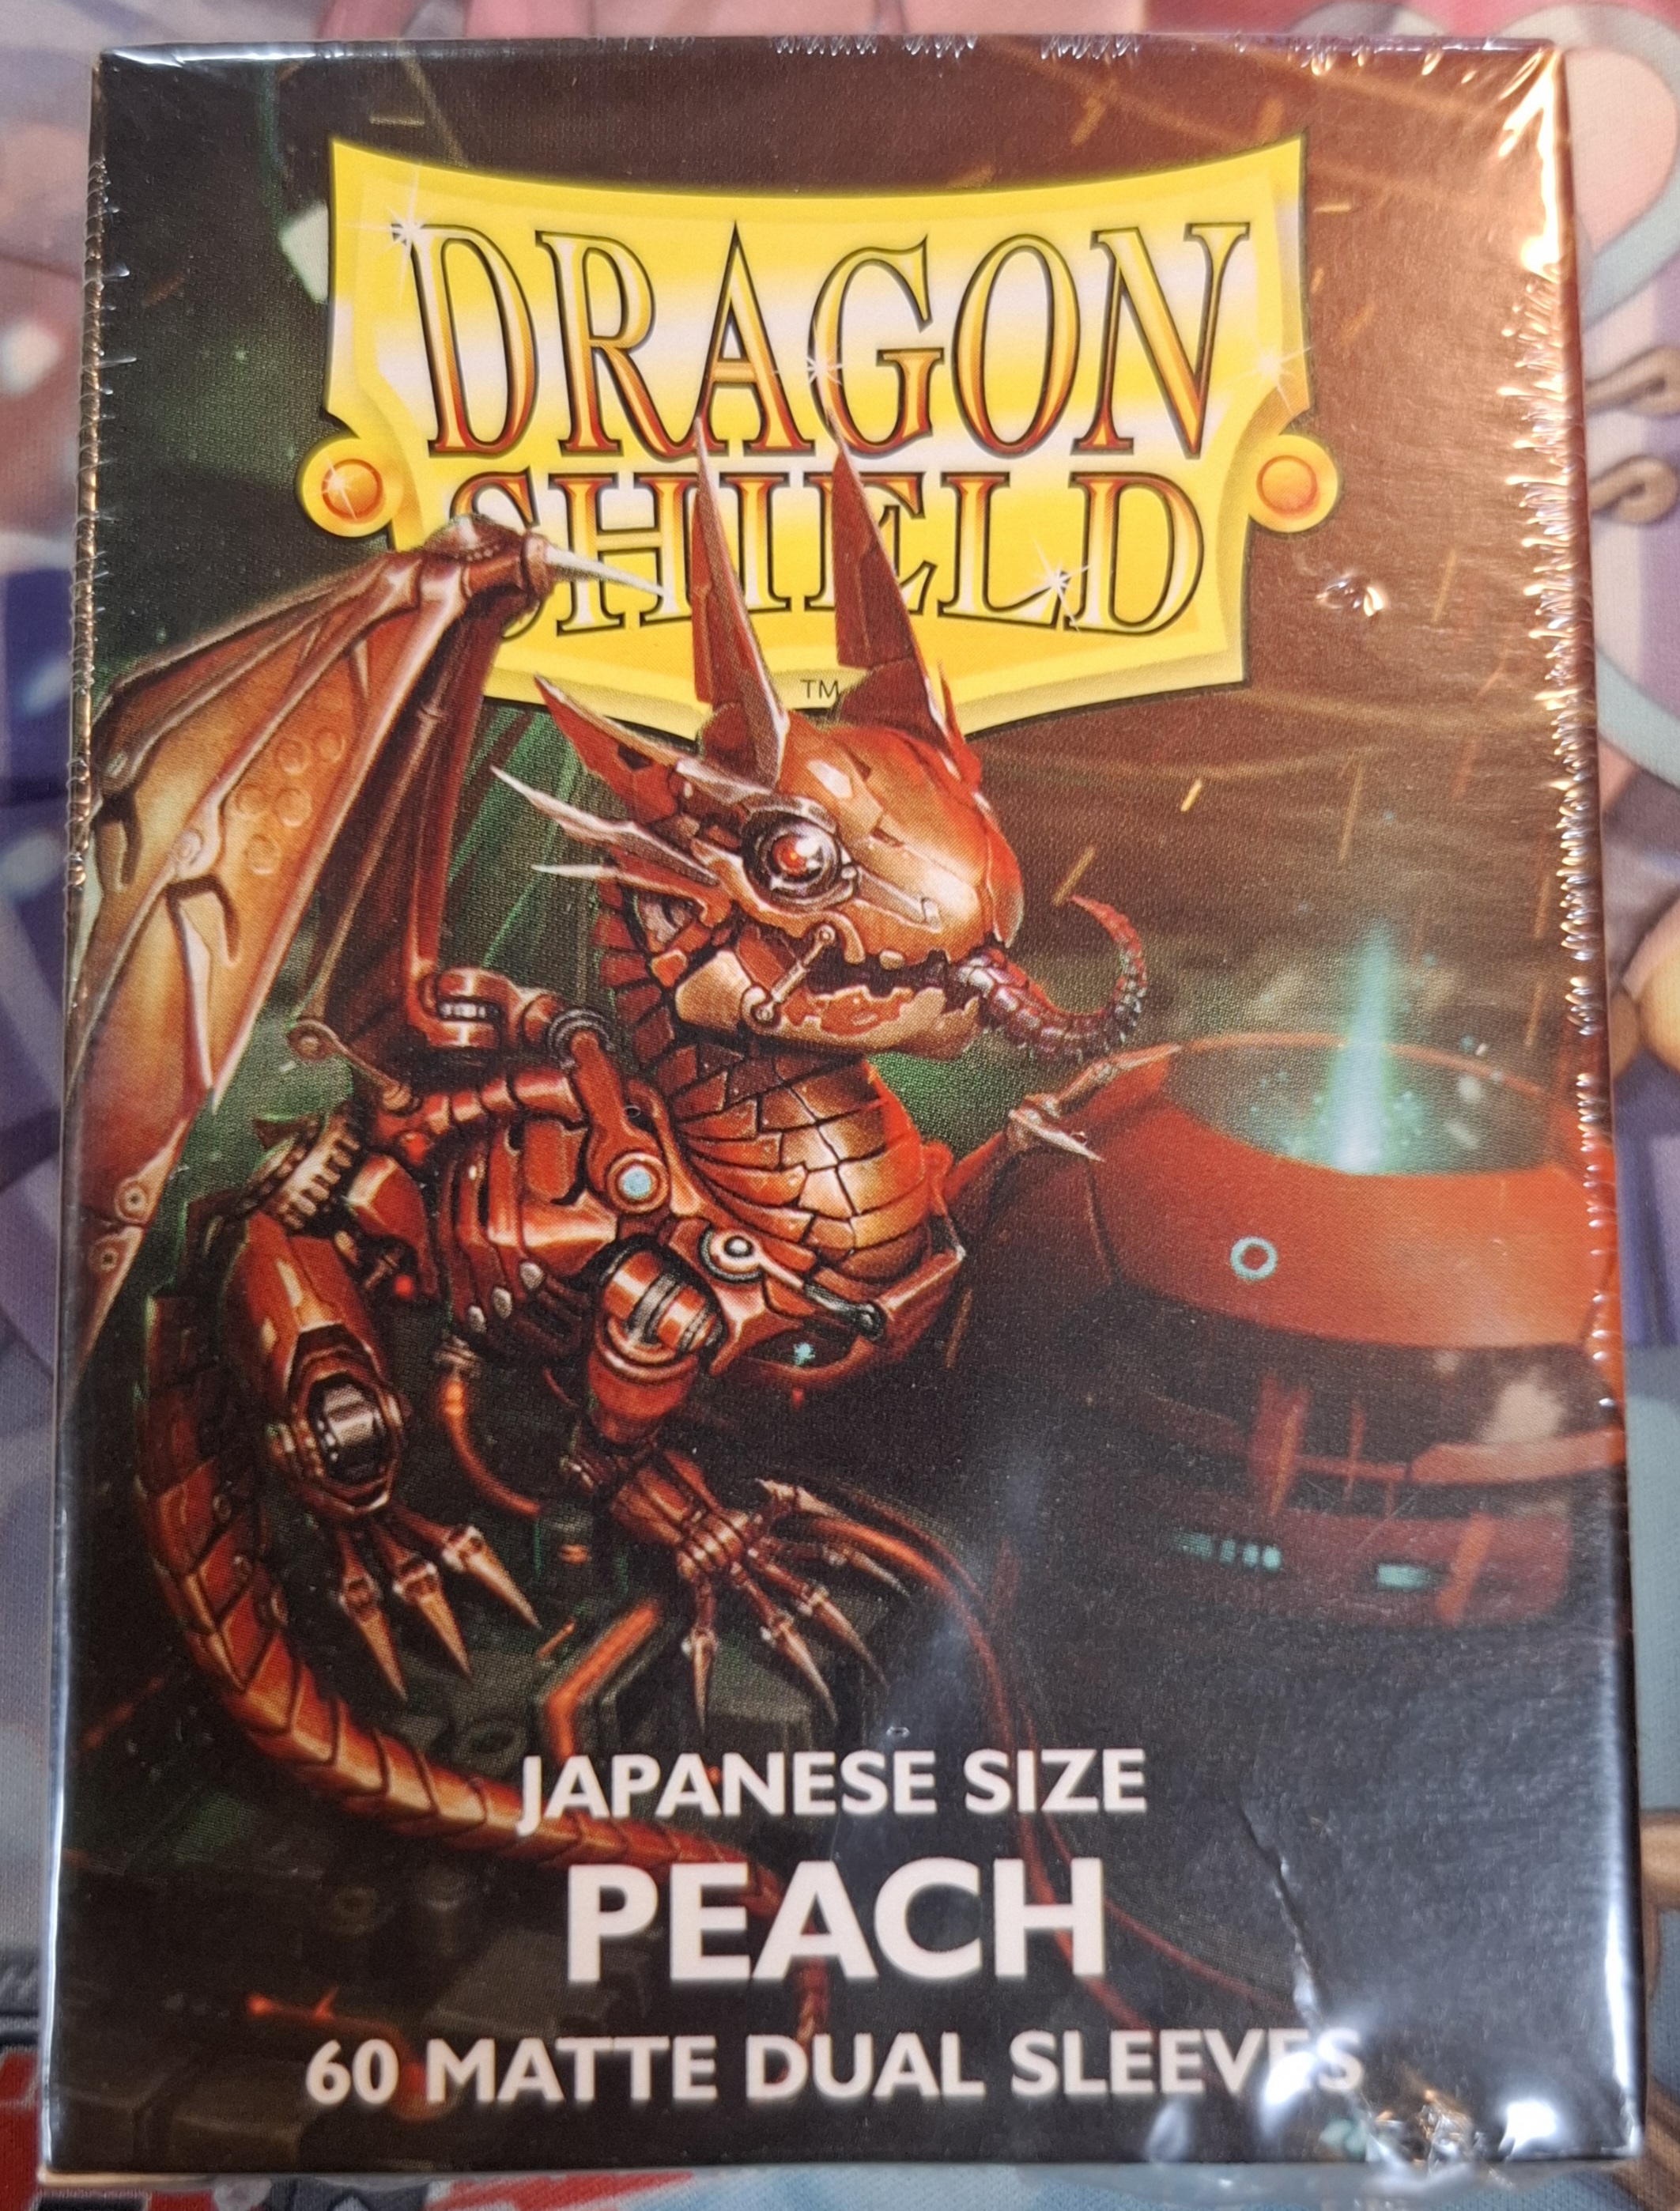 DRAGON
SHIELD
TM
JAPANESE SIZE
PEACH
60 MATTE DUAL SLEEVES